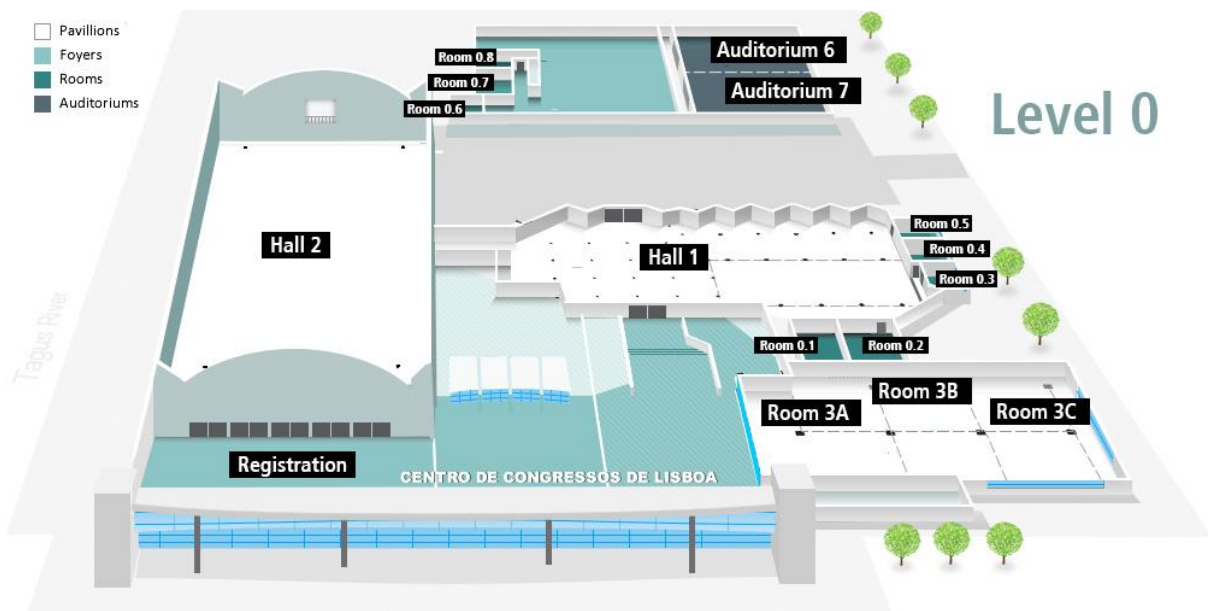 Pavillions
Foyers
Rooms
Auditoriums
Level 0
Room 0.8
Room 0.7
Room 0.6
Auditorium 6
Auditorium 7
Hall 2
Hall 1
Room 0.5
Room 0.4
Room 0.3
Room 0.1
Room 0.2
Room 3A
Room 3B
Room 3C
Tagus River
Registration
CENTRO DE CONGRESSOS DE LISBOA